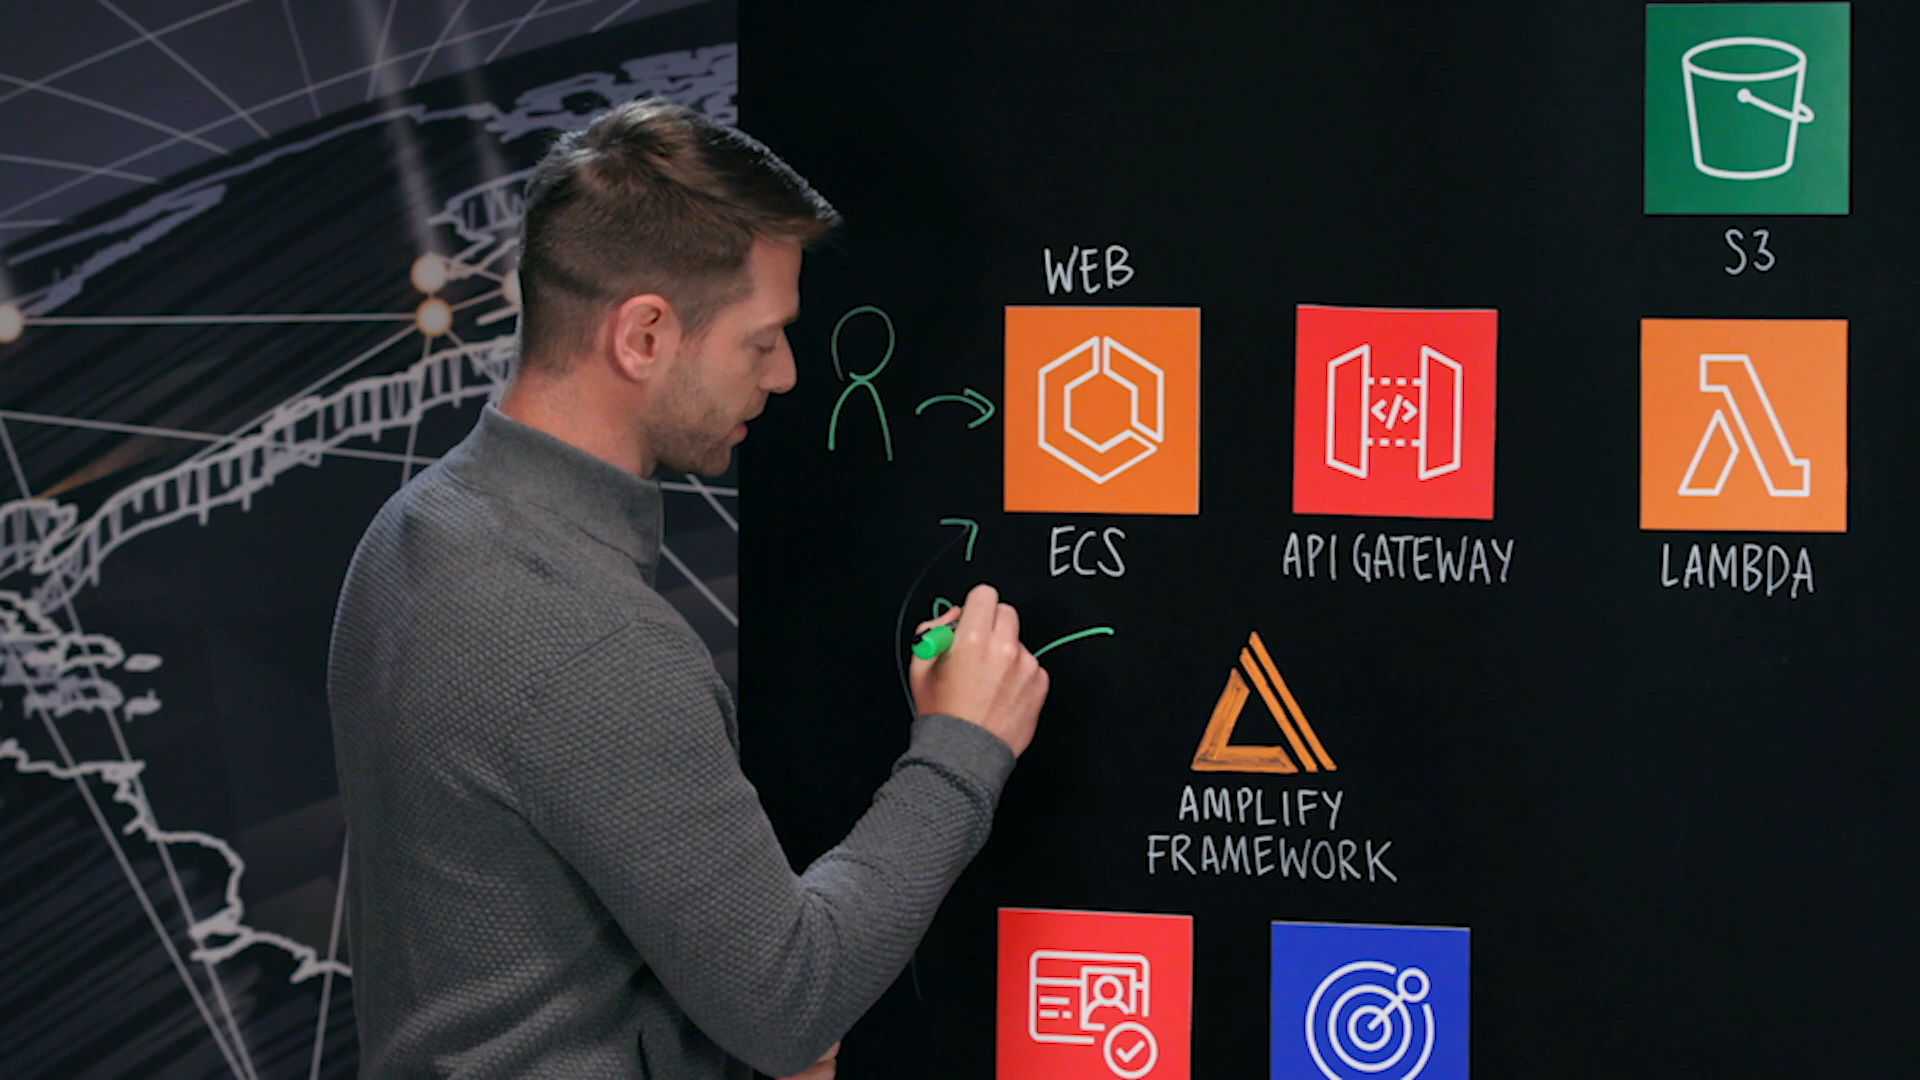 S3
WEB
</>
ECS
API GATEWAY
LAMBDA
AMPLIFY
FRAMEWORK